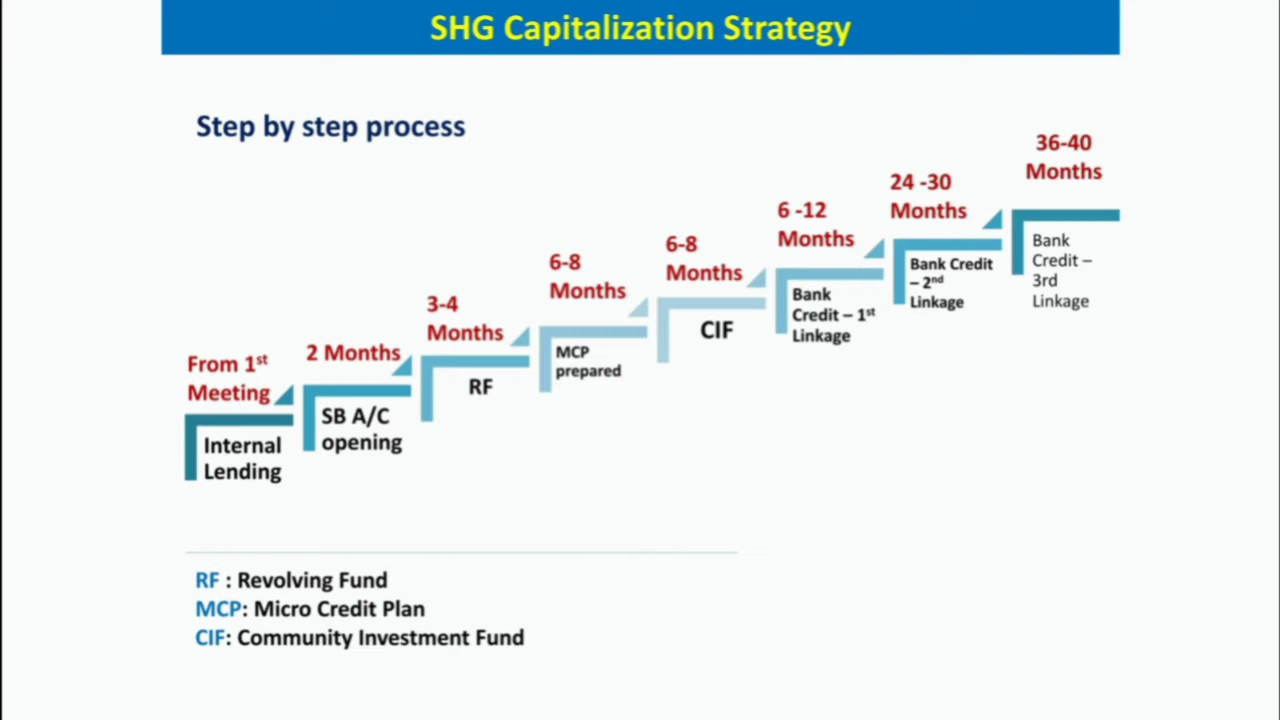 SHG Capitalization Strategy
Step by step process
From 1st
Meeting
Internal
Lending
2 Months
SB A/C
opening
3-4
Months
RF
6-8
Months
MCP
prepared
6-8
Months
CIF
6 -12
Months
Bank
Credit – 1st
Linkage
24 -30
Months
Bank Credit
– 2nd
Linkage
36-40
Months
Bank
Credit –
3rd
Linkage
RF : Revolving Fund
MCP: Micro Credit Plan
CIF: Community Investment Fund